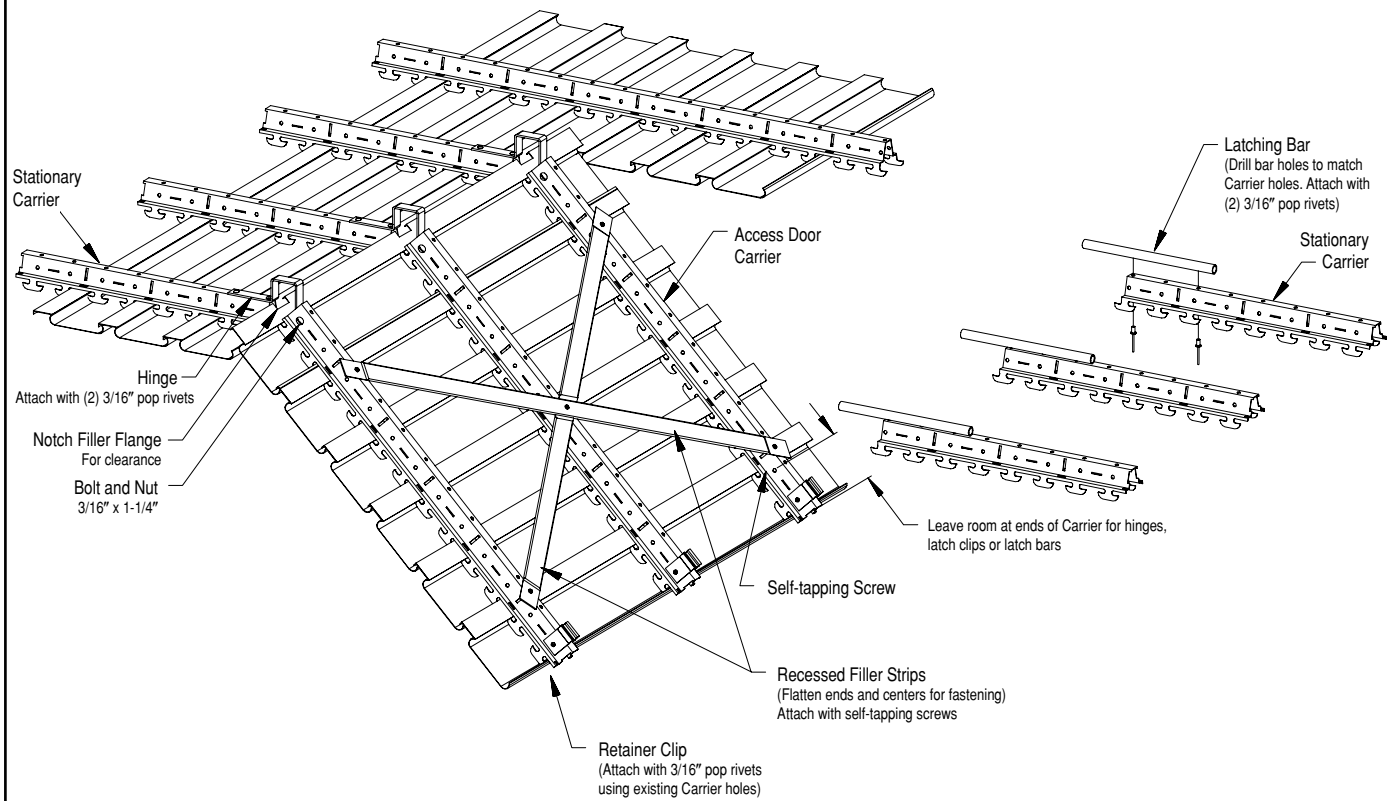 Stationary
Carrier
Hinge
Attach with (2) 3/16″ pop rivets
Notch Filler Flange
For clearance
Bolt and Nut
3/16″ x 1-1/4″
Access Door
Carrier
Latching Bar
(Drill bar holes to match
Carrier holes. Attach with
(2) 3/16″ pop rivets)
Stationary
Carrier
Leave room at ends of Carrier for hinges,
latch clips or latch bars
Self-tapping Screw
Recessed Filler Strips
(Flatten ends and centers for fastening)
Attach with self-tapping screws
Retainer Clip
(Attach with 3/16″ pop rivets
using existing Carrier holes)